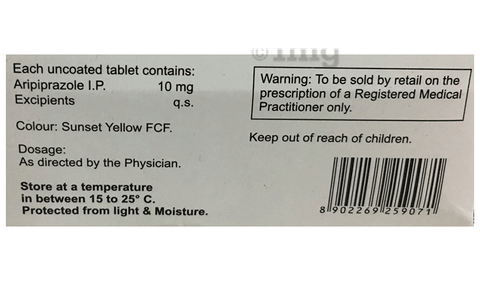 1mg
Each uncoated tablet contains:
Aripiprazole I.P. 10 mg
Excipients q.s.
Colour: Sunset Yellow FCF.
Dosage:
As directed by the Physician.
Store at a temperature
in between 15 to 25° C.
Protected from light & Moisture.
Warning: To be sold by retail on the
prescription of a Registered Medical
Practitioner only.
Keep out of reach of children.
8 902269 259071